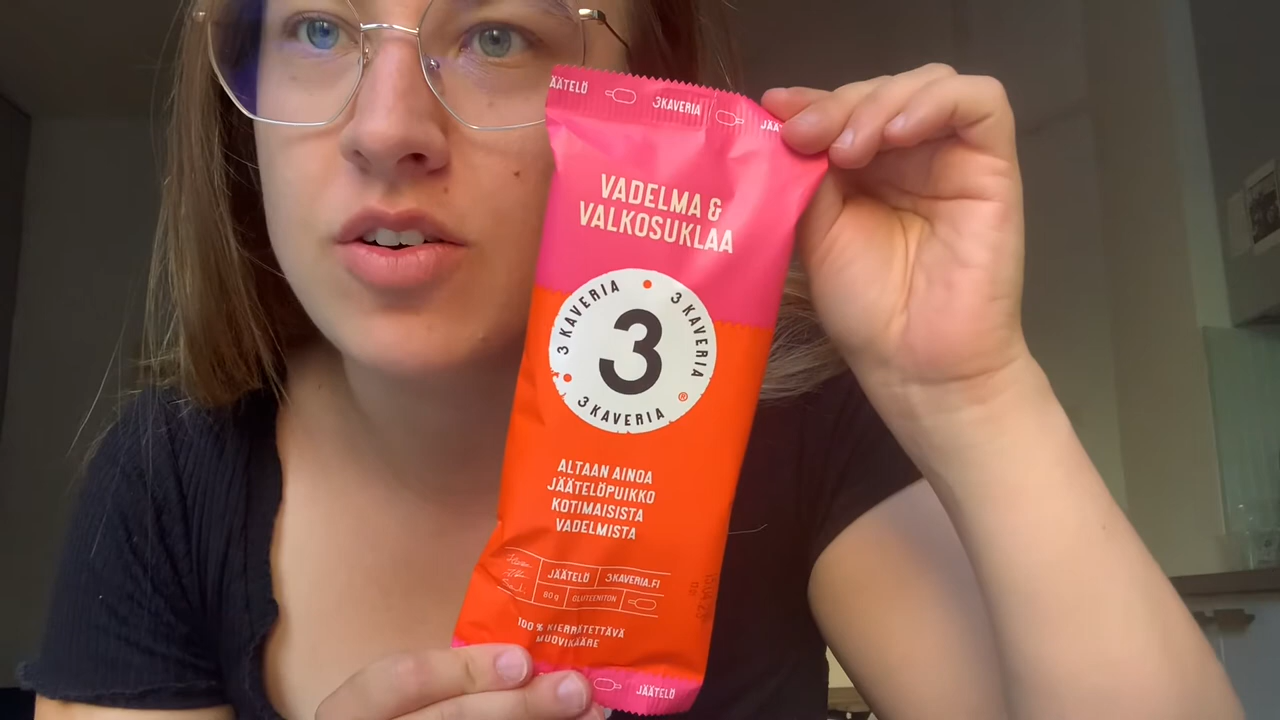 JÄÄTELÖ
3KAVERIA
VADELMA &
VALKOSUKLAA
3 KAVERIA
3 KAVERIA
3
3 KAVERIA
®
ALTAAN AINOA
JÄÄTELÖPUIKKO
KOTIMAISISTA
VADELMISTA
JÄÄTELÖ 3KAVERIA.FI
80g GLUTEENITON
100% KIERRÄTETTÄVÄ
MUOVIKÄÄRE
JÄÄTELÖ